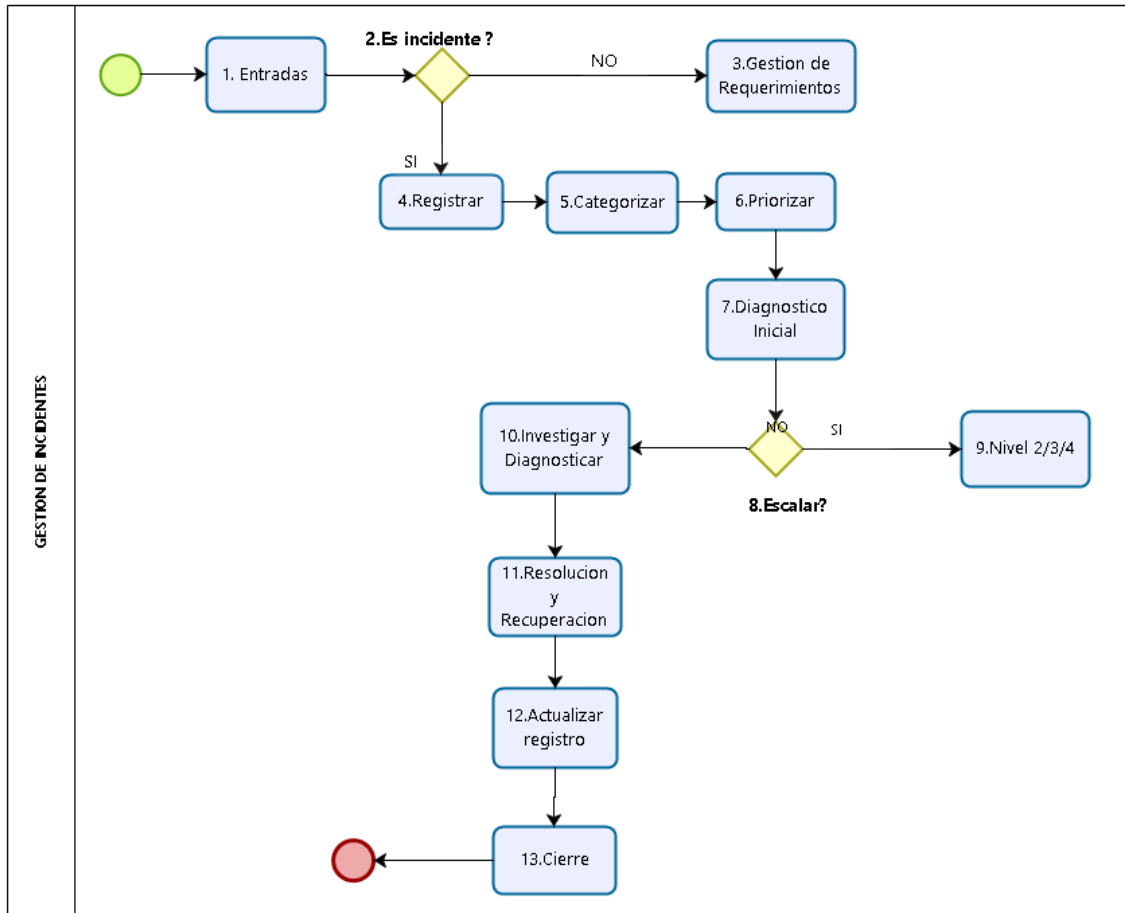 GESTION DE INCIDENTES
2.Es incidente ?
1. Entradas
NO
3.Gestion de
Requerimientos
SI
4.Registrar
5.Categorizar
6.Priorizar
7.Diagnostico
Inicial
10.Investigar y
Diagnosticar
NO
SI
9.Nivel 2/3/4
8.Escalar?
11.Resolucion
y
Recuperacion
12.Actualizar
registro
13.Cierre